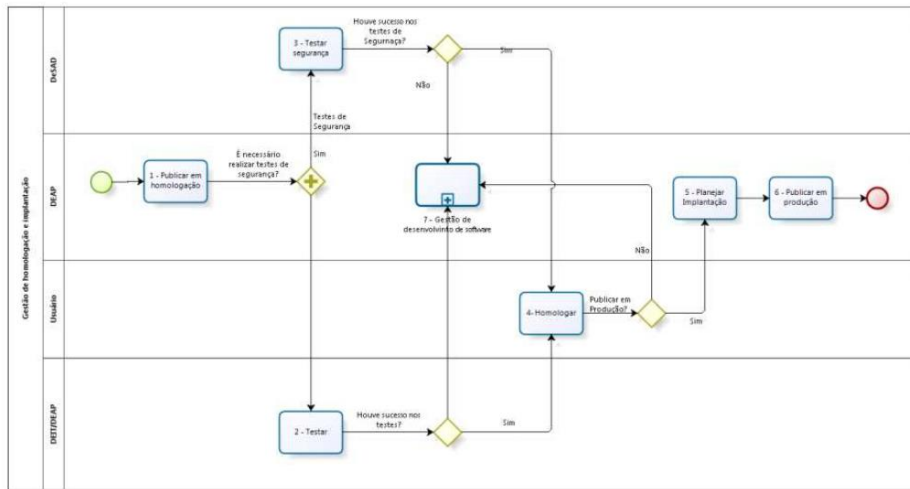 Gestão de homologação e implantação
DeSAD
3 - Testar
segurança
Houve sucesso nos
testes de
Segurnaça?
Sim
Não
Testes de
Segurança
DEAP
1 - Publicar em
homologação
É necessário
realizar testes de
segurança?
Sim
7 - Gestão de
desenvolvinto de software
5 - Planejar
Implantação
6 - Publicar em
produção
Não
Usuário
4- Homologar
Publicar em
Produção?
Sim
DEIT/DEAP
2 - Testar
Houve sucesso nos
testes?
Sim